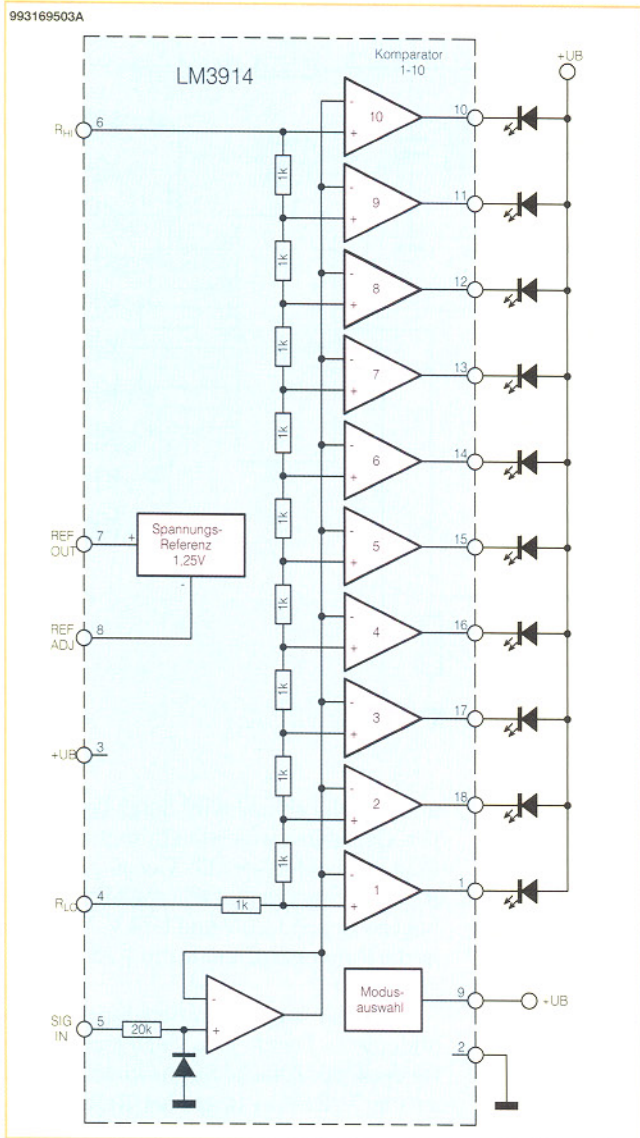 993169503A
LM3914
Komparator
1-10
+UB
RHI
6
10
10
1k
9
11
1k
8
12
1k
7
13
1k
6
14
1k
5
15
REF
OUT
7
+
Spannungs-
Referenz
1,25V
-
1k
4
16
REF
ADJ
8
1k
3
17
+UB
3
1k
2
18
1k
1
1
RLO
4
1k
Modus-
auswahl
9
+UB
SIG
IN
5
20k
2
- +
- +
- +
- +
- +
- +
- +
- +
- +
- +
- +